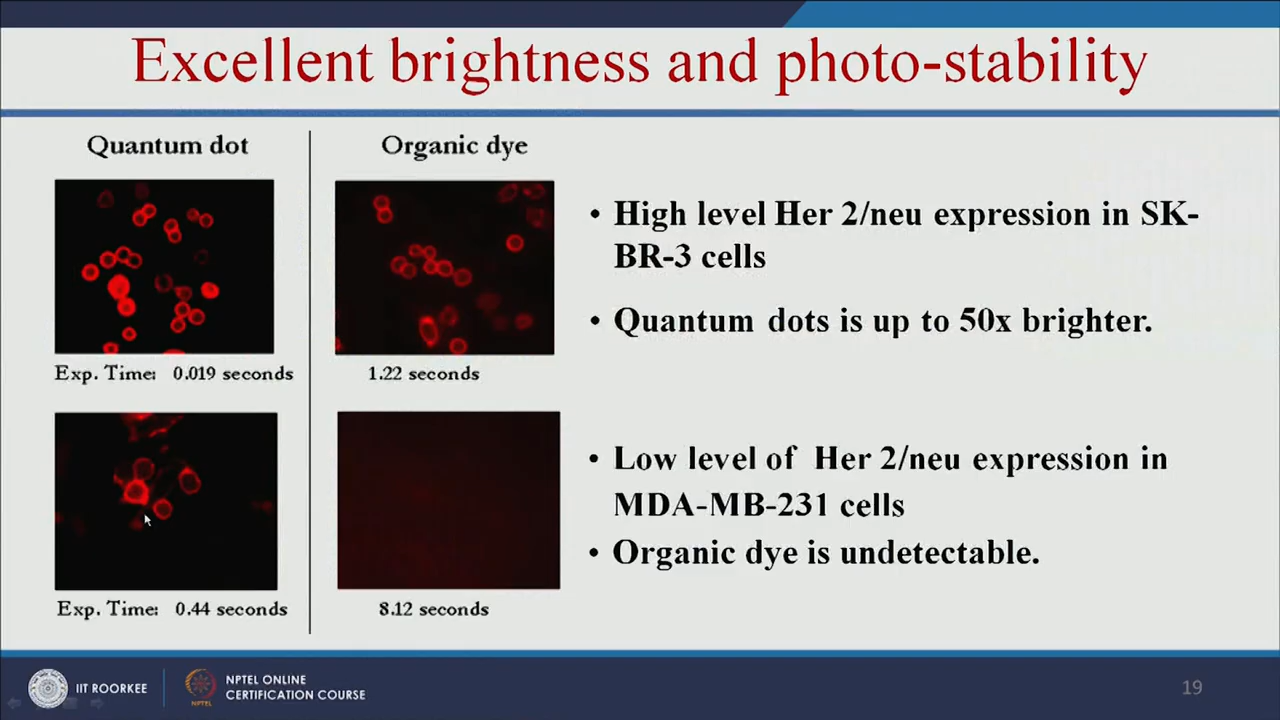 Excellent brightness and photo-stability
Quantum dot
Organic dye
Exp. Time: 0.019 seconds
1.22 seconds
• High level Her 2/neu expression in SK-
BR-3 cells
• Quantum dots is up to 50x brighter.
Exp. Time: 0.44 seconds
8.12 seconds
• Low level of Her 2/neu expression in
MDA-MB-231 cells
• Organic dye is undetectable.
IIT ROORKEE
NPTEL
NPTEL ONLINE
CERTIFICATION COURSE
19